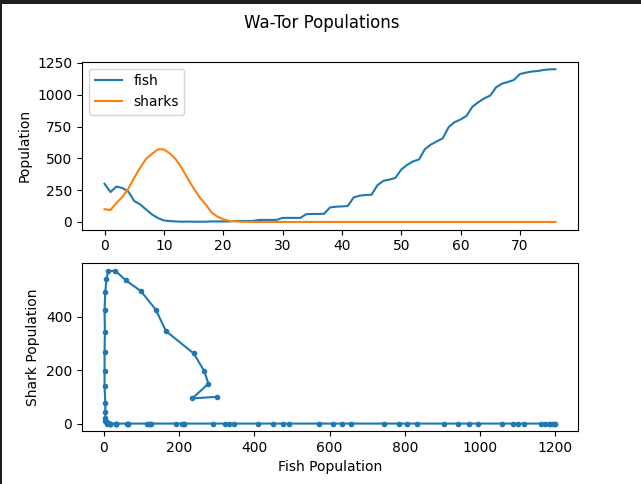 Wa-Tor Populations
Population
1250
1000
750
500
250
0
fish
sharks
0 10 20 30 40 50 60 70
Shark Population
400
200
0
0 200 400 600 800 1000 1200
Fish Population